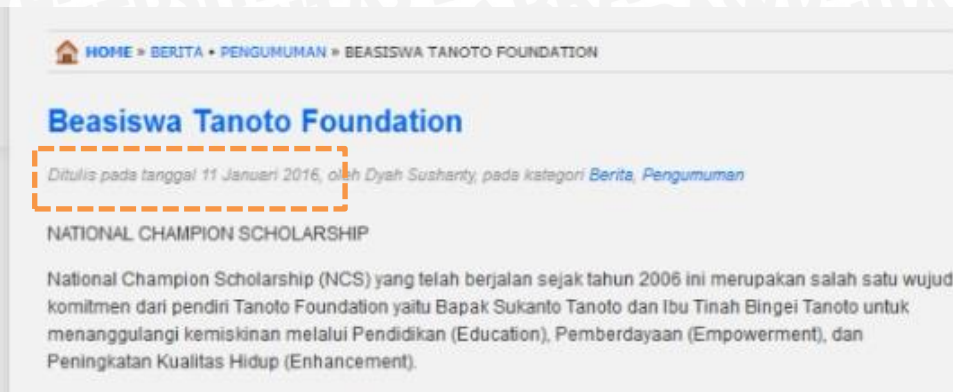 HOME » BERITA • PENGUMUMAN » BEASISWA TANOTO FOUNDATION
Beasiswa Tanoto Foundation
Ditulis pada tanggal 11 Januari 2016, oleh Dyah Sushanty, pada kategori Berita, Pengumuman
NATIONAL CHAMPION SCHOLARSHIP
National Champion Scholarship (NCS) yang telah berjalan sejak tahun 2006 ini merupakan salah satu wujud
komitmen dari pendiri Tanoto Foundation yaitu Bapak Sukanto Tanoto dan Ibu Tinah Bingei Tanoto untuk
menanggulangi kemiskinan melalui Pendidikan (Education), Pemberdayaan (Empowerment), dan
Peningkatan Kualitas Hidup (Enhancement).